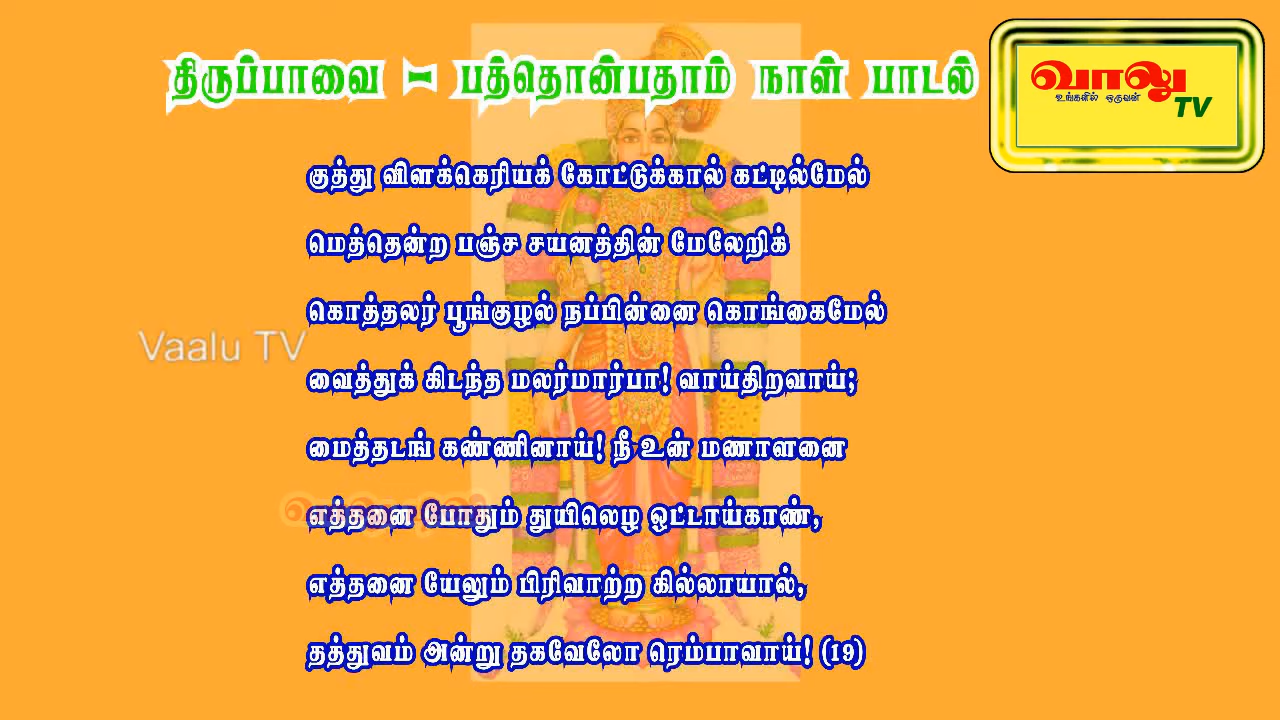 திருப்பாவை - பத்தொன்பதாம் நாள் பாடல்
வாலு
உங்களில் ஒருவன்
TV
குத்து விளக்கெரியக் கோட்டுக்கால் கட்டில்மேல்
மெத்தென்ற பஞ்ச சயனத்தின் மேலேறிக்
கொத்தலர் பூங்குழல் நப்பின்னை கொங்கைமேல்
Vaalu TV
வைத்துக் கிடந்த மலர்மார்பா! வாய்திறவாய்;
மைத்தடங் கண்ணினாய்! நீ உன் மணாளனை
எத்தனை போதும் துயிலெழ ஒட்டாய்காண்,
எத்தனை யேலும் பிரிவாற்ற கில்லாயால்,
தத்துவம் அன்று தகவேலோ ரெம்பாவாய்! (19)